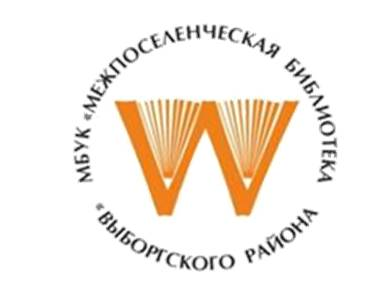 МБУК «МЕЖПОСЕЛЕНЧЕСКАЯ БИБЛИОТЕКА
«ВЫБОРГСКОГО РАЙОНА
W